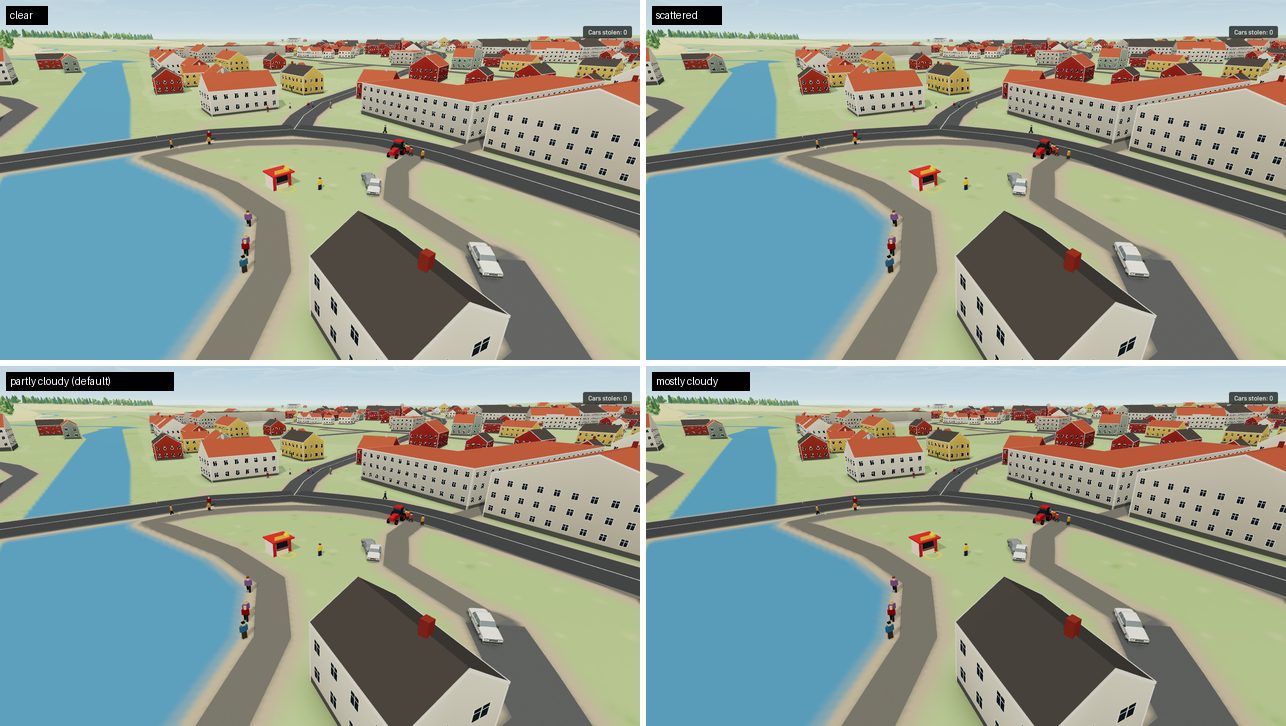 clear
Cars stolen: 0
scattered
Cars stolen: 0
partly cloudy (default)
Cars stolen: 0
mostly cloudy
Cars stolen: 0